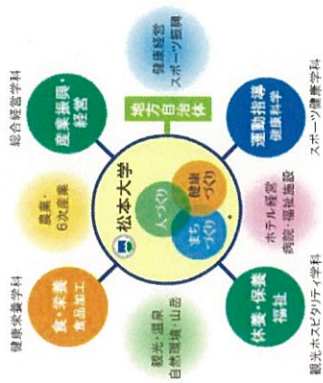 健康栄養学科
総合経営学科
食・栄養
食品加工
農業・
6次産業
産業振興・
経営
松本大学
観光・温泉
自然環境・山岳
人づくり
まち
づくり
健康
づくり
地方自治体
健康経営
スポーツ振興
休養・保養
福祉
ホテル経営
病院・福祉施設
運動指導
健康科学
観光ホスピタリティ学科
スポーツ健康学科